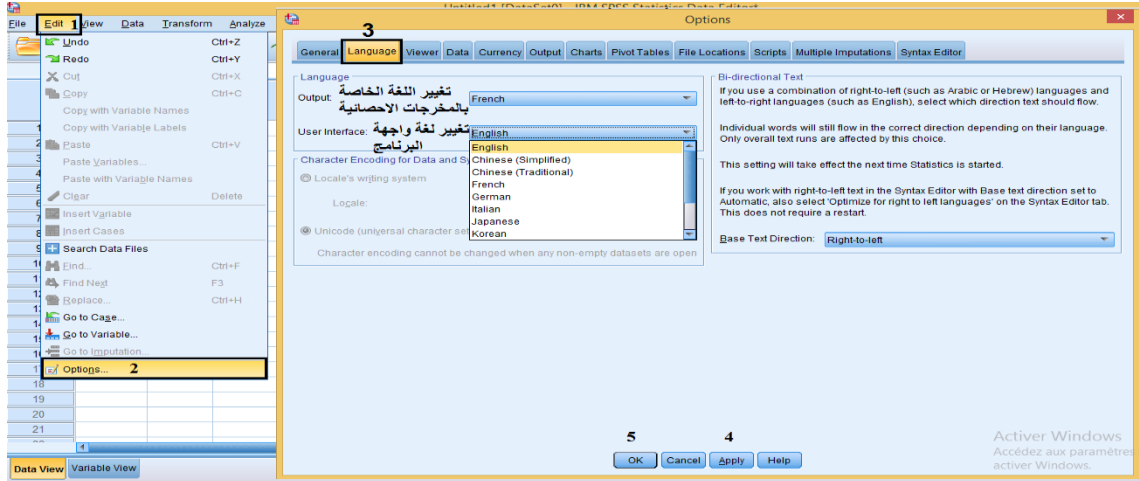 Untitled1 [DataSet0] - IBM SPSS Statistics Data Editor
File Edit 1 View Data Transform Analyze
Undo Ctrl+Z
Redo Ctrl+Y
Cut Ctrl+X
Copy Ctrl+C
Copy with Variable Names
Copy with Variable Labels
Paste Ctrl+V
Paste Variables...
Paste with Variable Names
Clear Delete
Insert Variable
Insert Cases
Search Data Files
Find... Ctrl+F
Find Next F3
Replace... Ctrl+H
Go to Case...
Go to Variable...
Go to Imputation...
Options... 2
18
19
20
21
Data View Variable View
Options
3
General Language Viewer Data Currency Output Charts Pivot Tables File Locations Scripts Multiple Imputations Syntax Editor
Language
Output: تغيير اللغة الخاصة
بالمخرجات الاحصائية
French
User Interface: تغيير لغة واجهة
البرنامج
English
English
Chinese (Simplified)
Chinese (Traditional)
French
German
Italian
Japanese
Korean
Character Encoding for Data and Sy
Locale's writing system
Locale:
Unicode (universal character set
Character encoding cannot be changed when any non-empty datasets are open
Bi-directional Text
If you use a combination of right-to-left (such as Arabic or Hebrew) languages and
left-to-right languages (such as English), select which direction text should flow.
Individual words will still flow in the correct direction depending on their language.
Only overall text runs are affected by this choice.
This setting will take effect the next time Statistics is started.
If you work with right-to-left text in the Syntax Editor with Base text direction set to
Automatic, also select 'Optimize for right to left languages' on the Syntax Editor tab.
This does not require a restart.
Base Text Direction: Right-to-left
5 4
OK Cancel Apply Help
Activer Windows
Accédez aux paramètres
activer Windows.